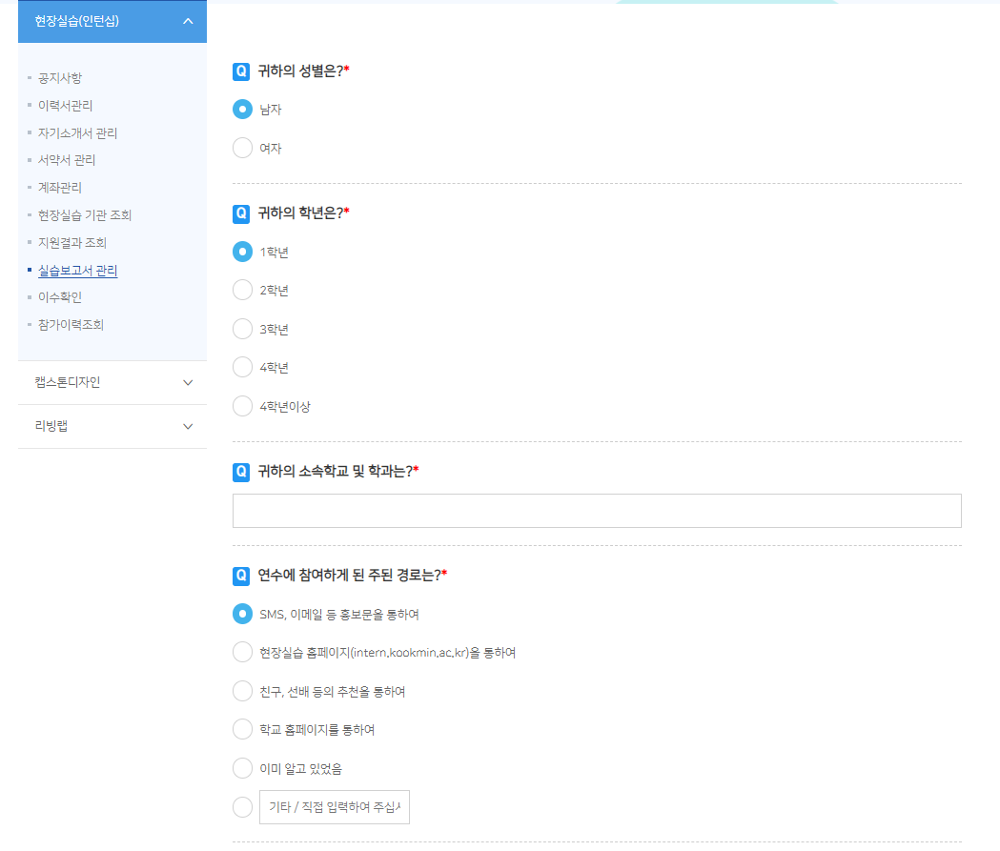 현장실습(인턴십)
공지사항
이력서관리
자기소개서 관리
서약서 관리
계좌관리
현장실습 기관 조회
지원결과 조회
실습보고서 관리
이수확인
참가이력조회
캡스톤디자인
리빙랩
Q 귀하의 성별은?*
남자
여자
Q 귀하의 학년은?*
1학년
2학년
3학년
4학년
4학년이상
Q 귀하의 소속학교 및 학과는?*
Q 연수에 참여하게 된 주된 경로는?*
SMS, 이메일 등 홍보문을 통하여
현장실습 홈페이지(intern.kookmin.ac.kr)을 통하여
친구, 선배 등의 추천을 통하여
학교 홈페이지를 통하여
이미 알고 있었음
기타 / 직접 입력하여 주십